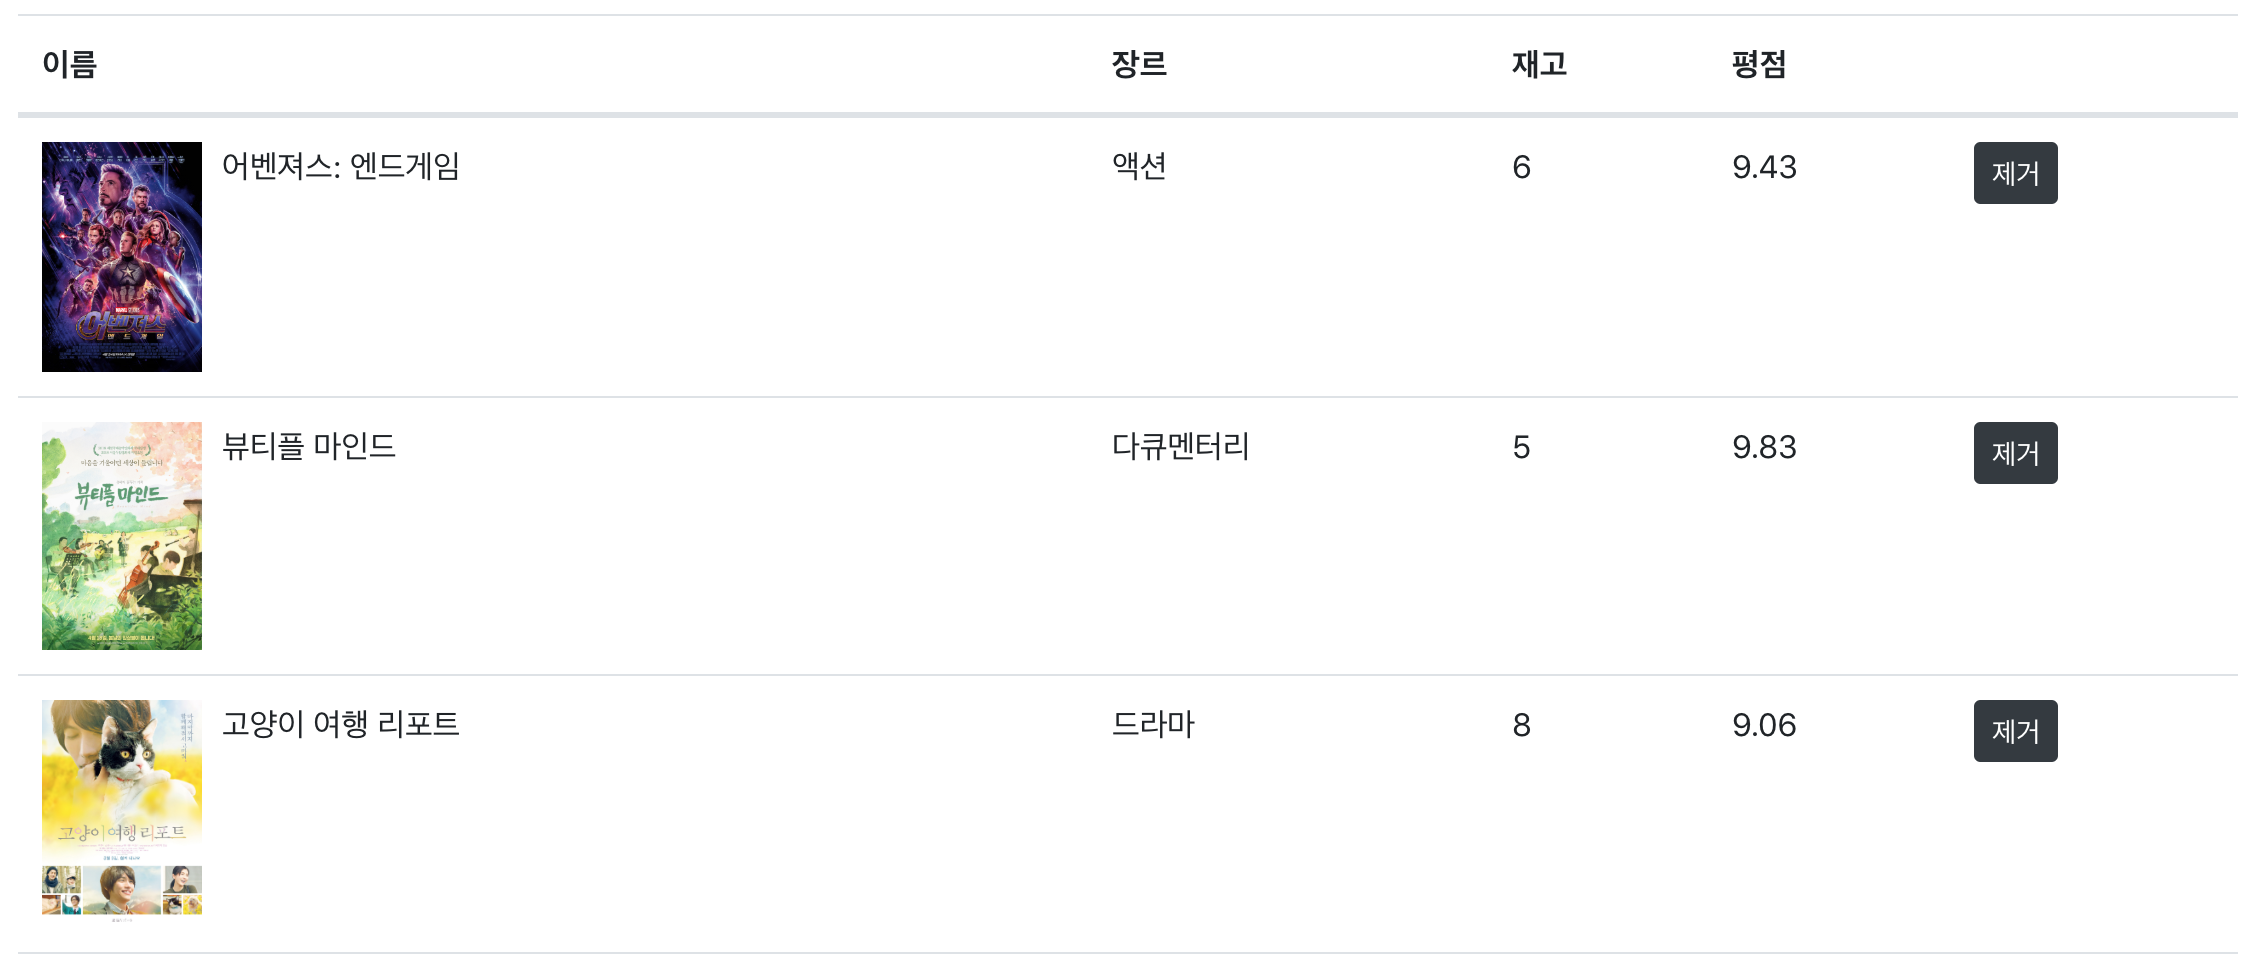 이름 장르 재고 평점
어벤져스: 엔드게임 액션 6 9.43 제거
어벤져스
엔드게임
뷰티플 마인드 다큐멘터리 5 9.83 제거
뷰티플 마인드
고양이 여행 리포트 드라마 8 9.06 제거
고양이 여행 리포트